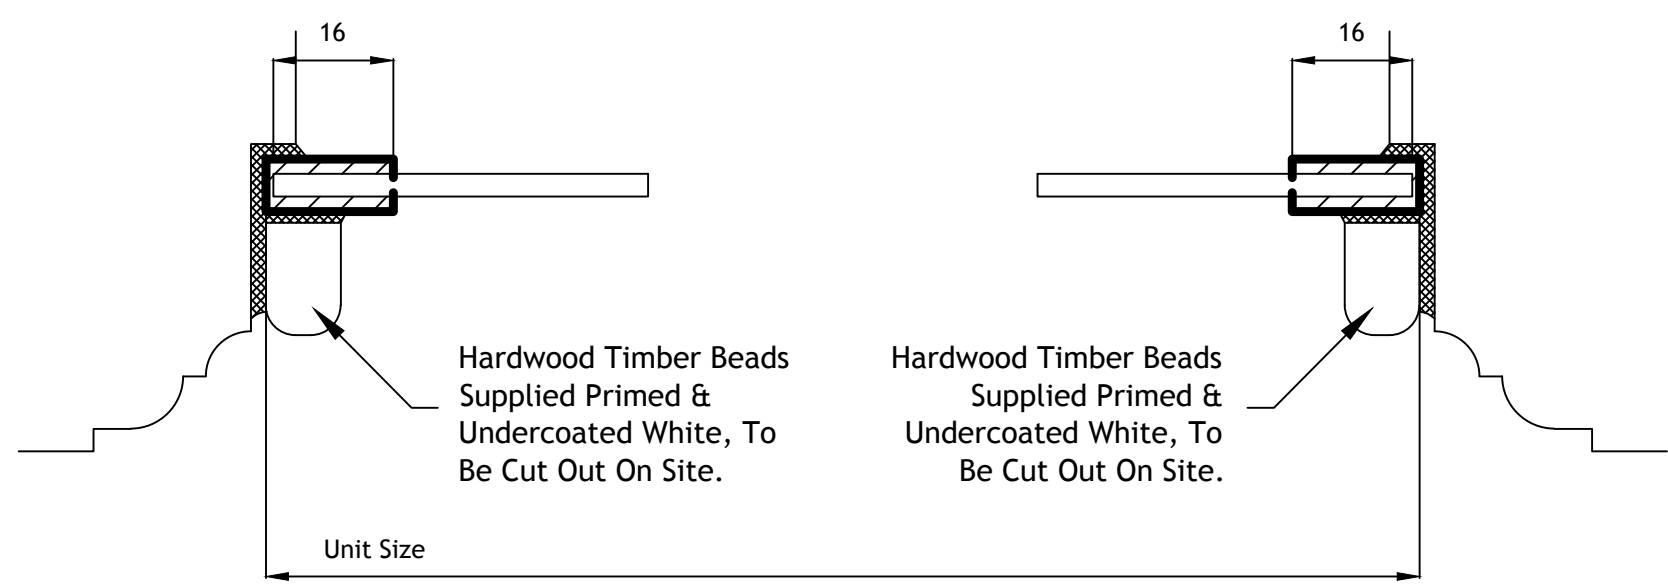 16
16
Hardwood Timber Beads
Supplied Primed &
Undercoated White, To
Be Cut Out On Site.
Hardwood Timber Beads
Supplied Primed &
Undercoated White, To
Be Cut Out On Site.
Unit Size